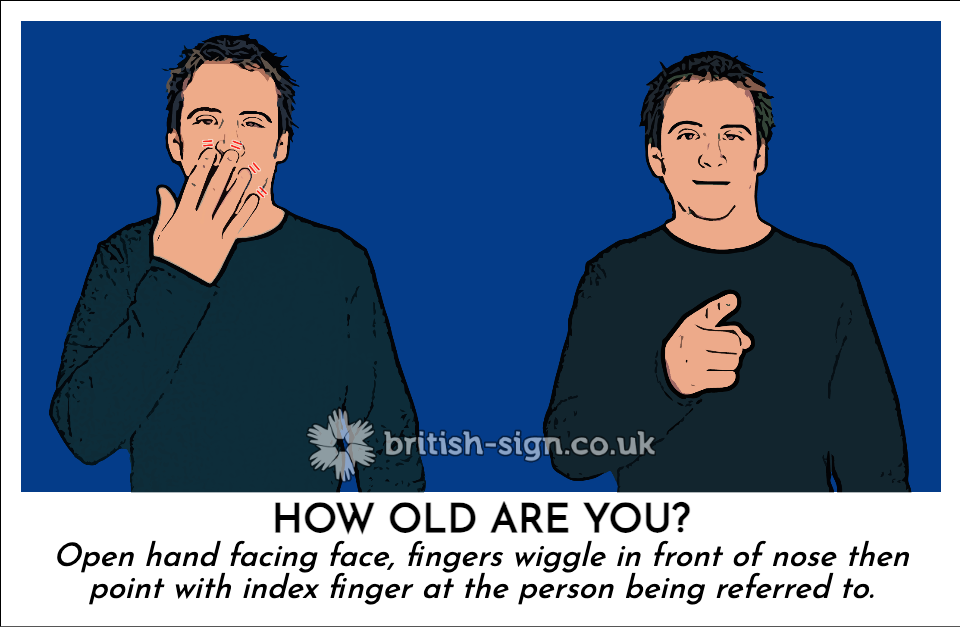 british-sign.co.uk
HOW OLD ARE YOU?
Open hand facing face, fingers wiggle in front of nose then
point with index finger at the person being referred to.